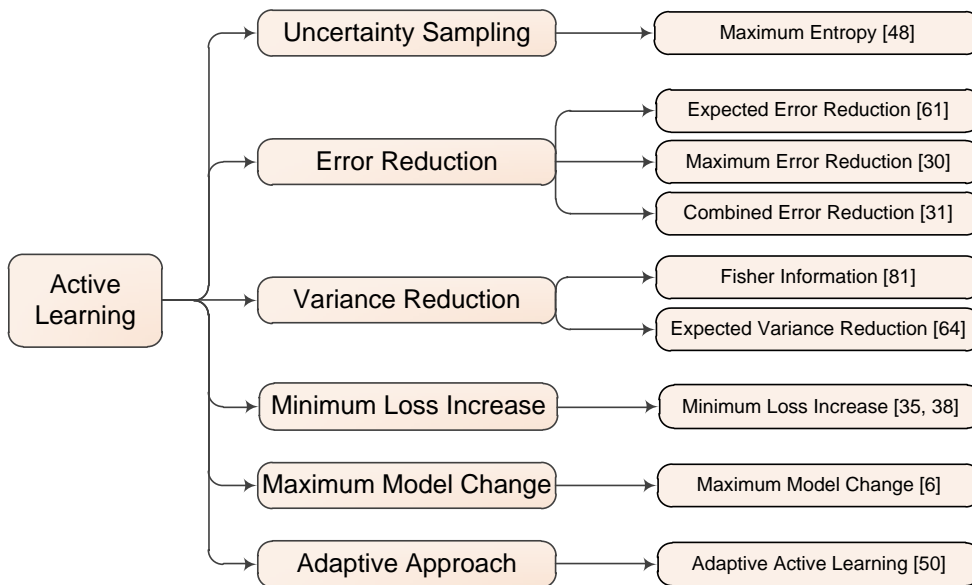 Active
Learning
Uncertainty Sampling
Maximum Entropy [48]
Error Reduction
Expected Error Reduction [61]
Maximum Error Reduction [30]
Combined Error Reduction [31]
Variance Reduction
Fisher Information [81]
Expected Variance Reduction [64]
Minimum Loss Increase
Minimum Loss Increase [35, 38]
Maximum Model Change
Maximum Model Change [6]
Adaptive Approach
Adaptive Active Learning [50]